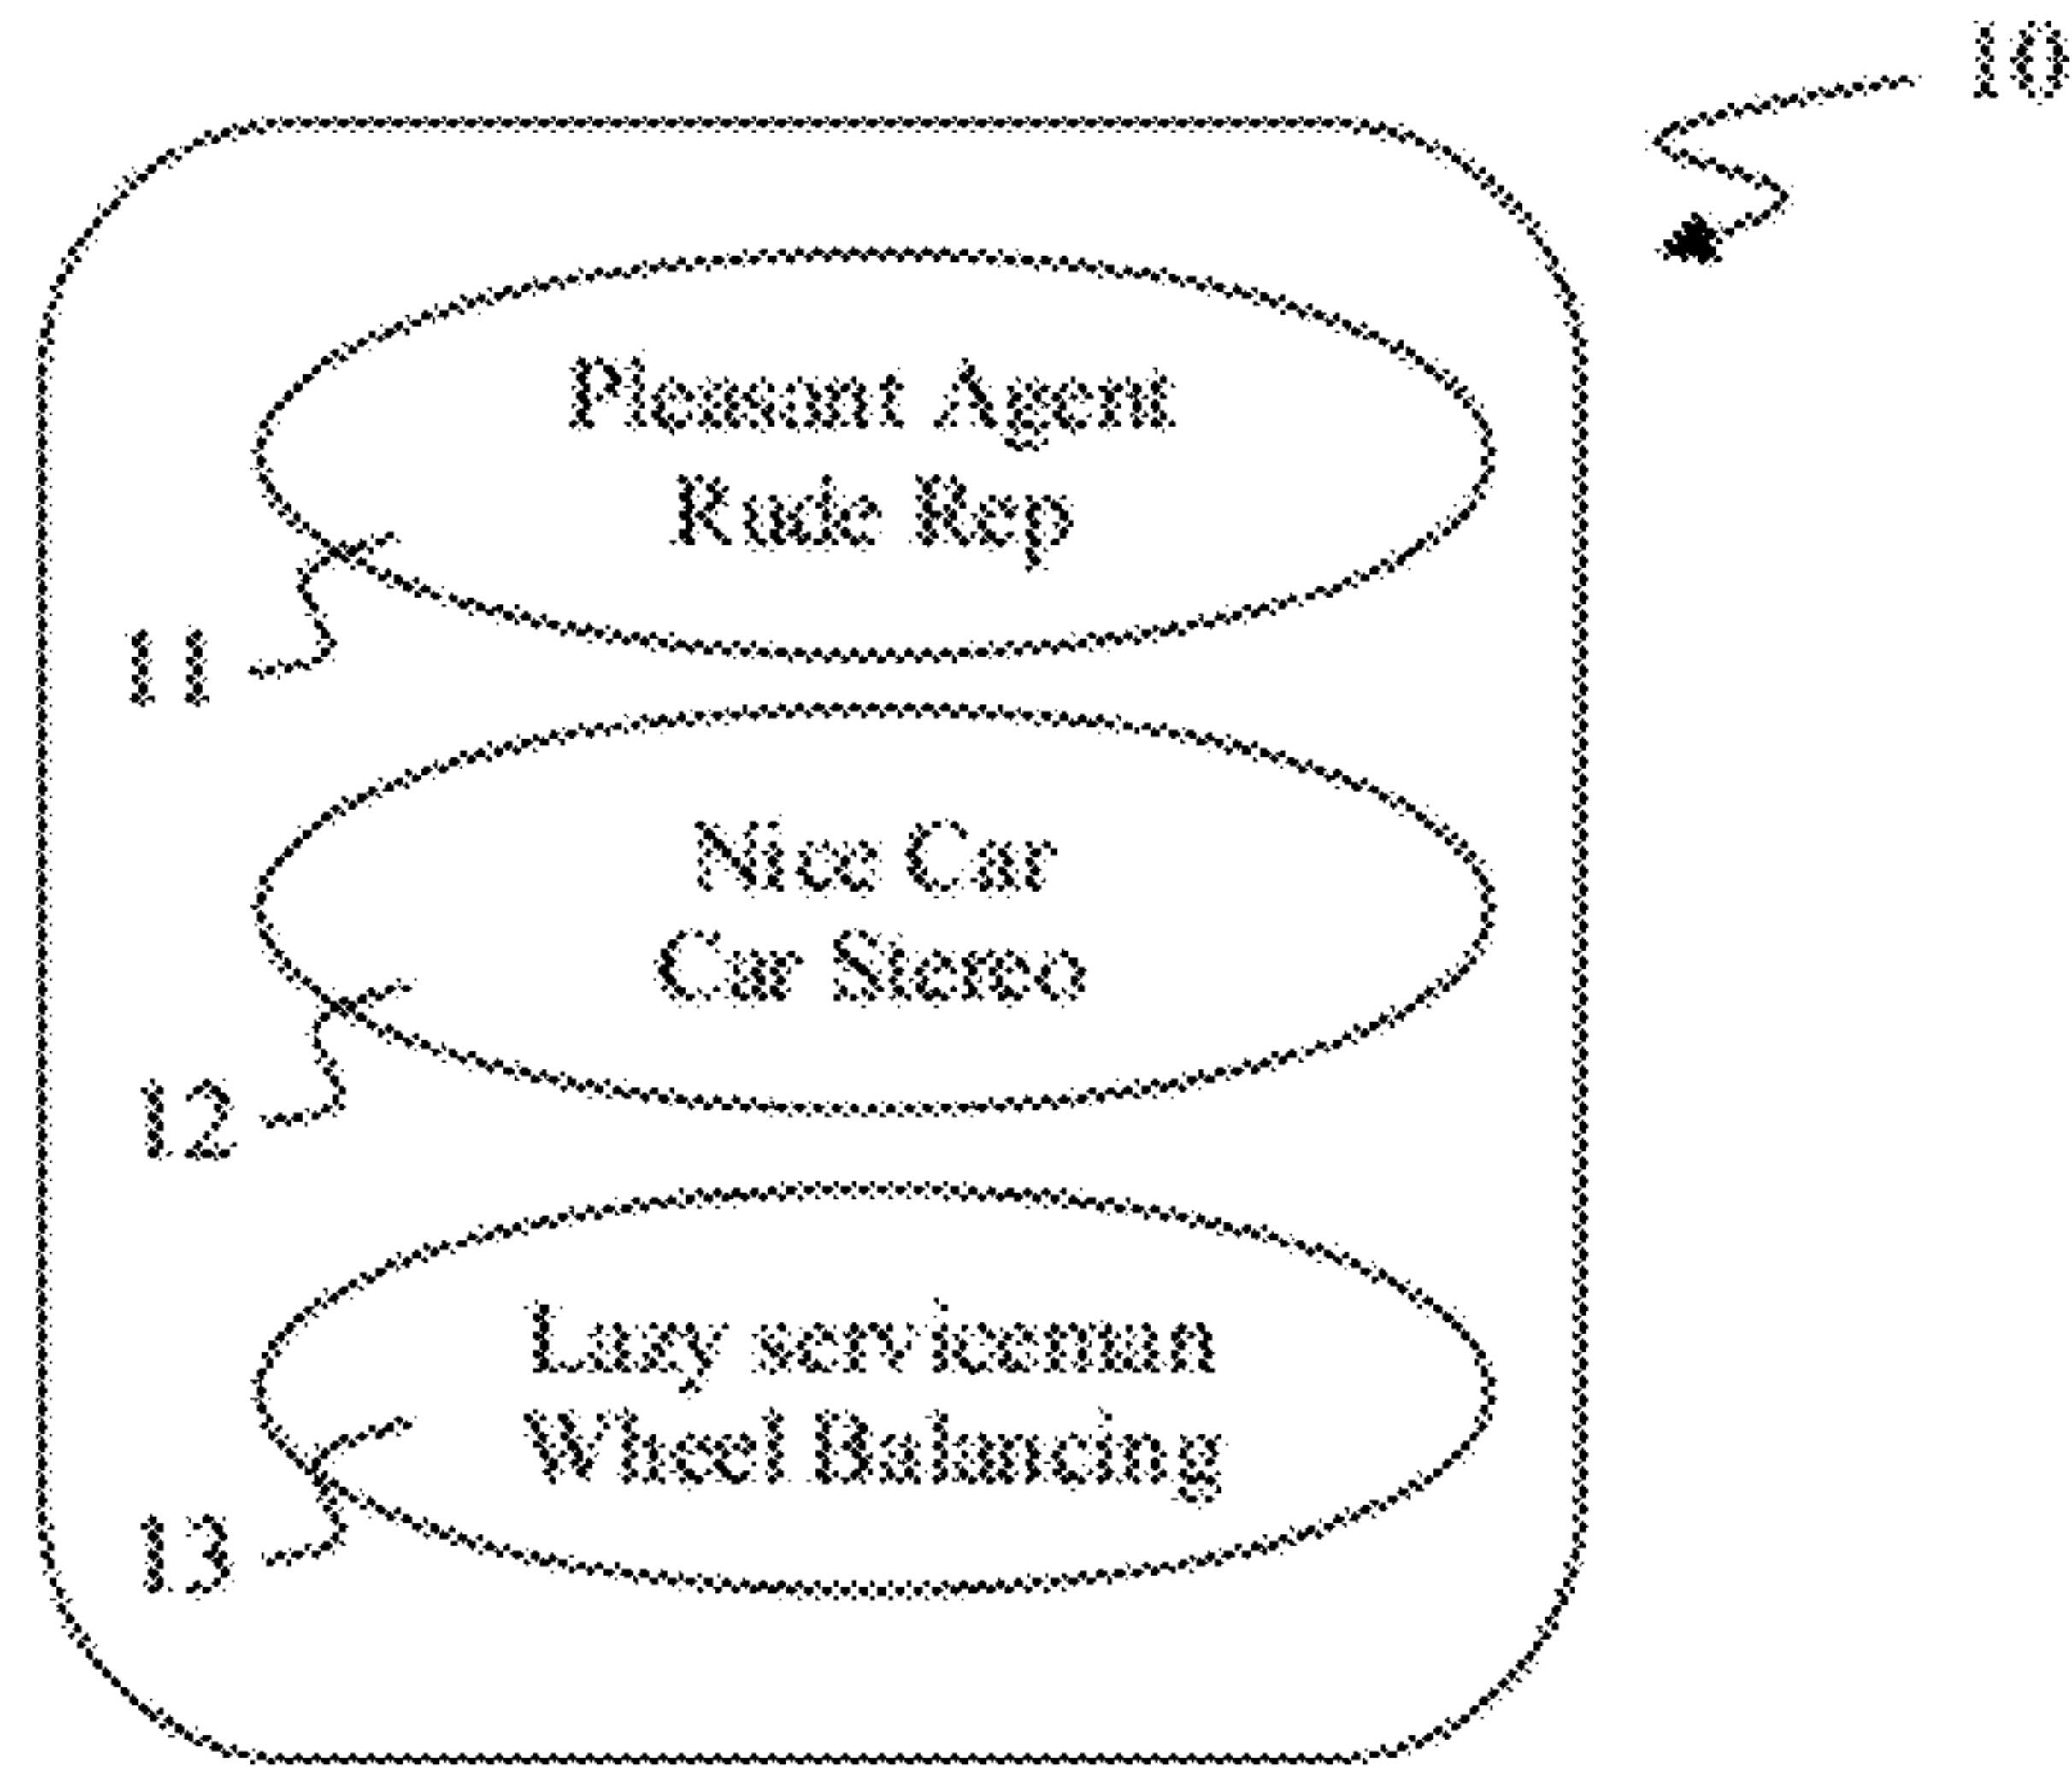 10
Pleasant Agent
Rude Rep
11
Nice Car
Car Stereo
12
Lazy serviceman
Wheel Balancing
13